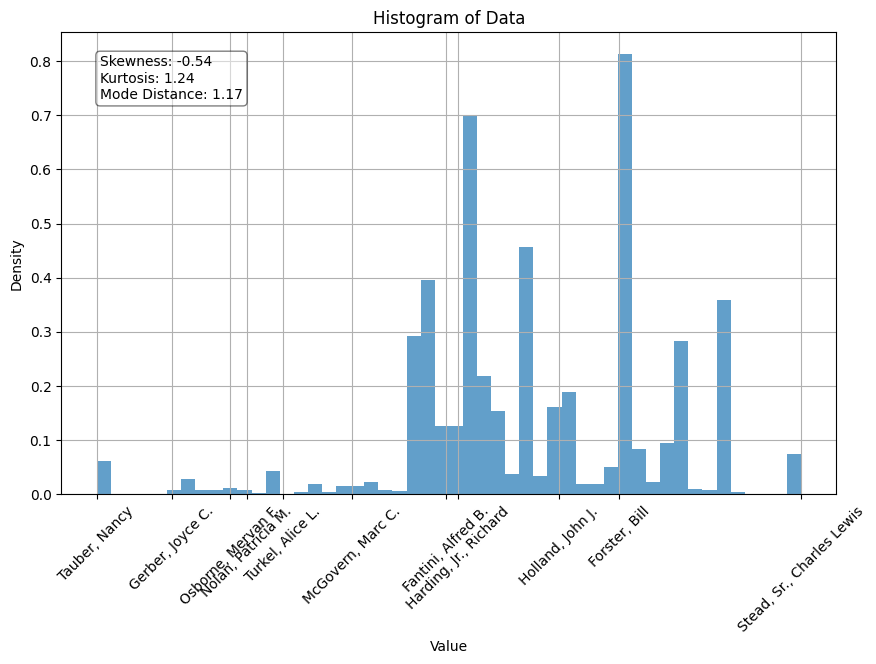 Histogram of Data
Skewness: -0.54
Kurtosis: 1.24
Mode Distance: 1.17
Density
0.8
0.7
0.6
0.5
0.4
0.3
0.2
0.1
0.0
Tauber, Nancy
Gerber, Joyce C.
Osborne, Mervan F.
Nolan, Patricia M.
Turkel, Alice L.
McGovern, Marc C.
Fantini, Alfred B.
Harding, Jr., Richard
Holland, John J.
Forster, Bill
Stead, Sr., Charles Lewis
Value